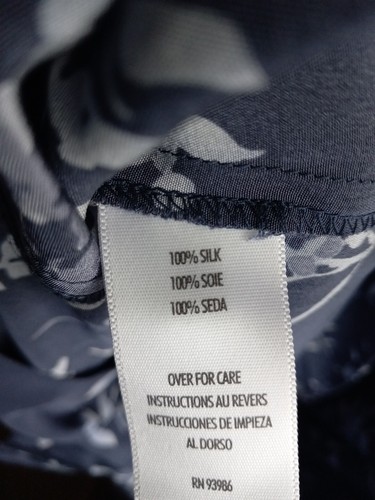 100% SILK
100% SOIE
100% SEDA
OVER FOR CARE
INSTRUCTIONS AU REVERS
INSTRUCCIONES DE IMPIEZA
AL DORSO
RN 93986